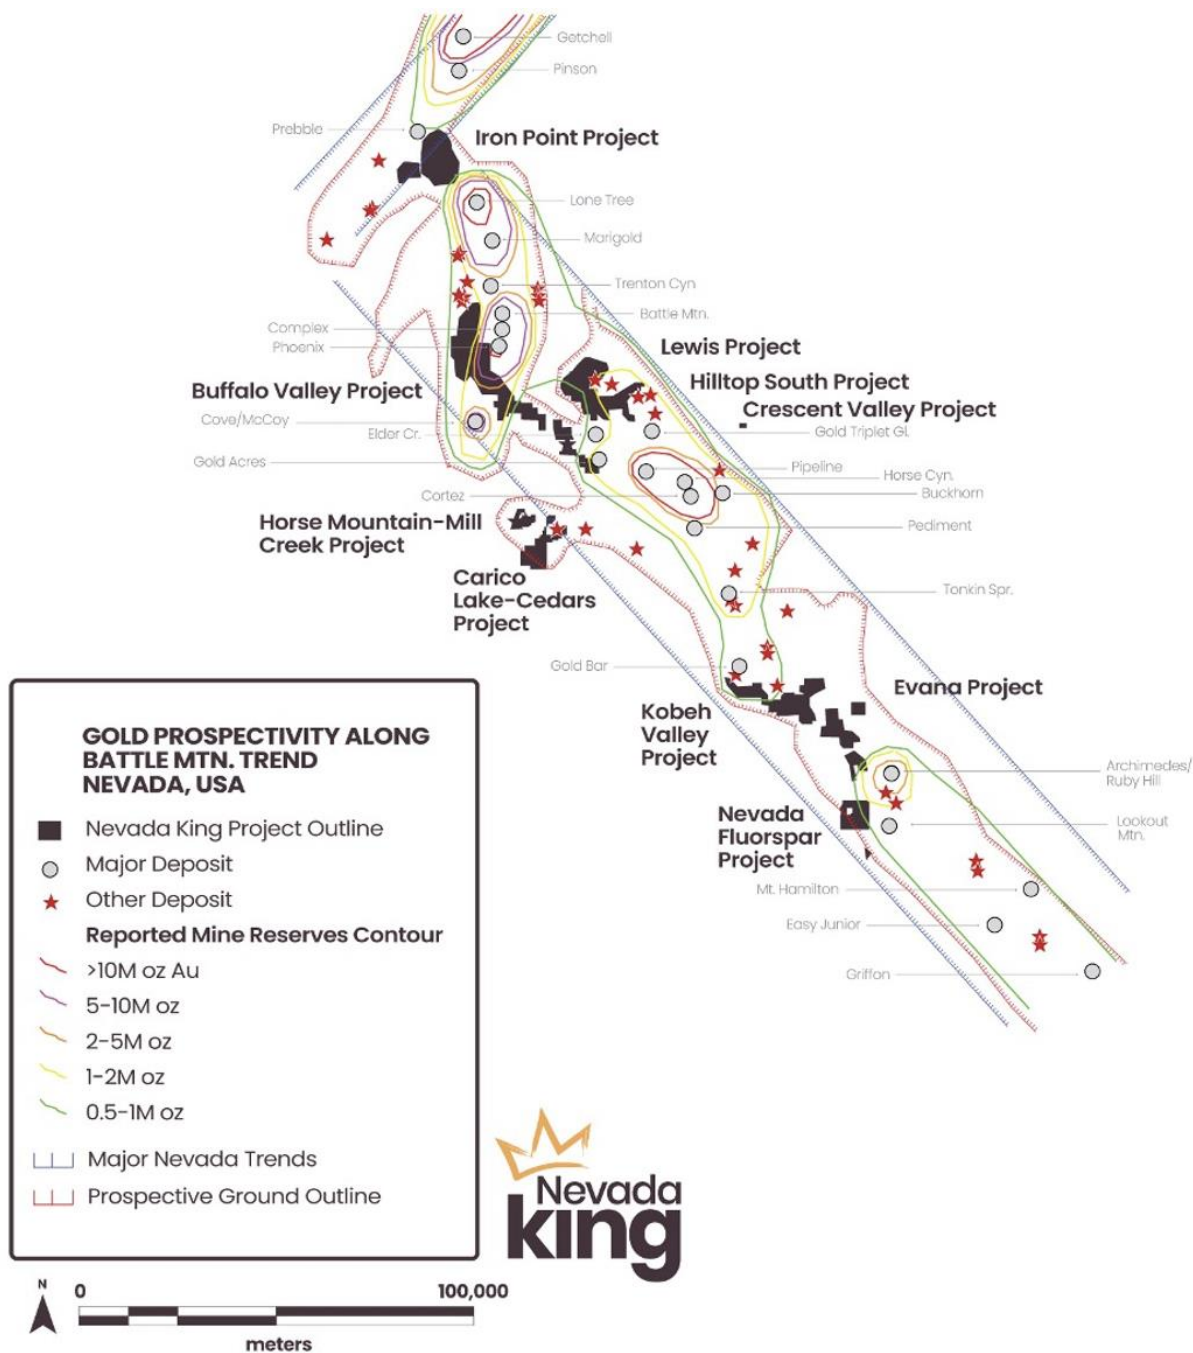 Getchell
Pinson
Prebble
Iron Point Project
Lone Tree
Marigold
Trenton Cyn
Battle Mtn.
Complex
Phoenix
Lewis Project
Hilltop South Project
Buffalo Valley Project
Crescent Valley Project
Cove/McCoy
Elder Cr.
Gold Triplet Gl.
Gold Acres
Pipeline
Horse Cyn.
Cortez
Buckhorn
Horse Mountain-Mill
Creek Project
Pediment
Carico
Lake-Cedars
Project
Tonkin Spr.
Gold Bar
Evana Project
Kobeh
Valley
Project
Archimedes/
Ruby Hill
Nevada
Fluorspar
Project
Lookout
Mtn.
Mt. Hamilton
Easy Junior
Griffon
GOLD PROSPECTIVITY ALONG
BATTLE MTN. TREND
NEVADA, USA
Nevada King Project Outline
Major Deposit
Other Deposit
Reported Mine Reserves Contour
>10M oz Au
5-10M oz
2-5M oz
1-2M oz
0.5-1M oz
Major Nevada Trends
Prospective Ground Outline
Nevada
king
N
0 100,000
meters